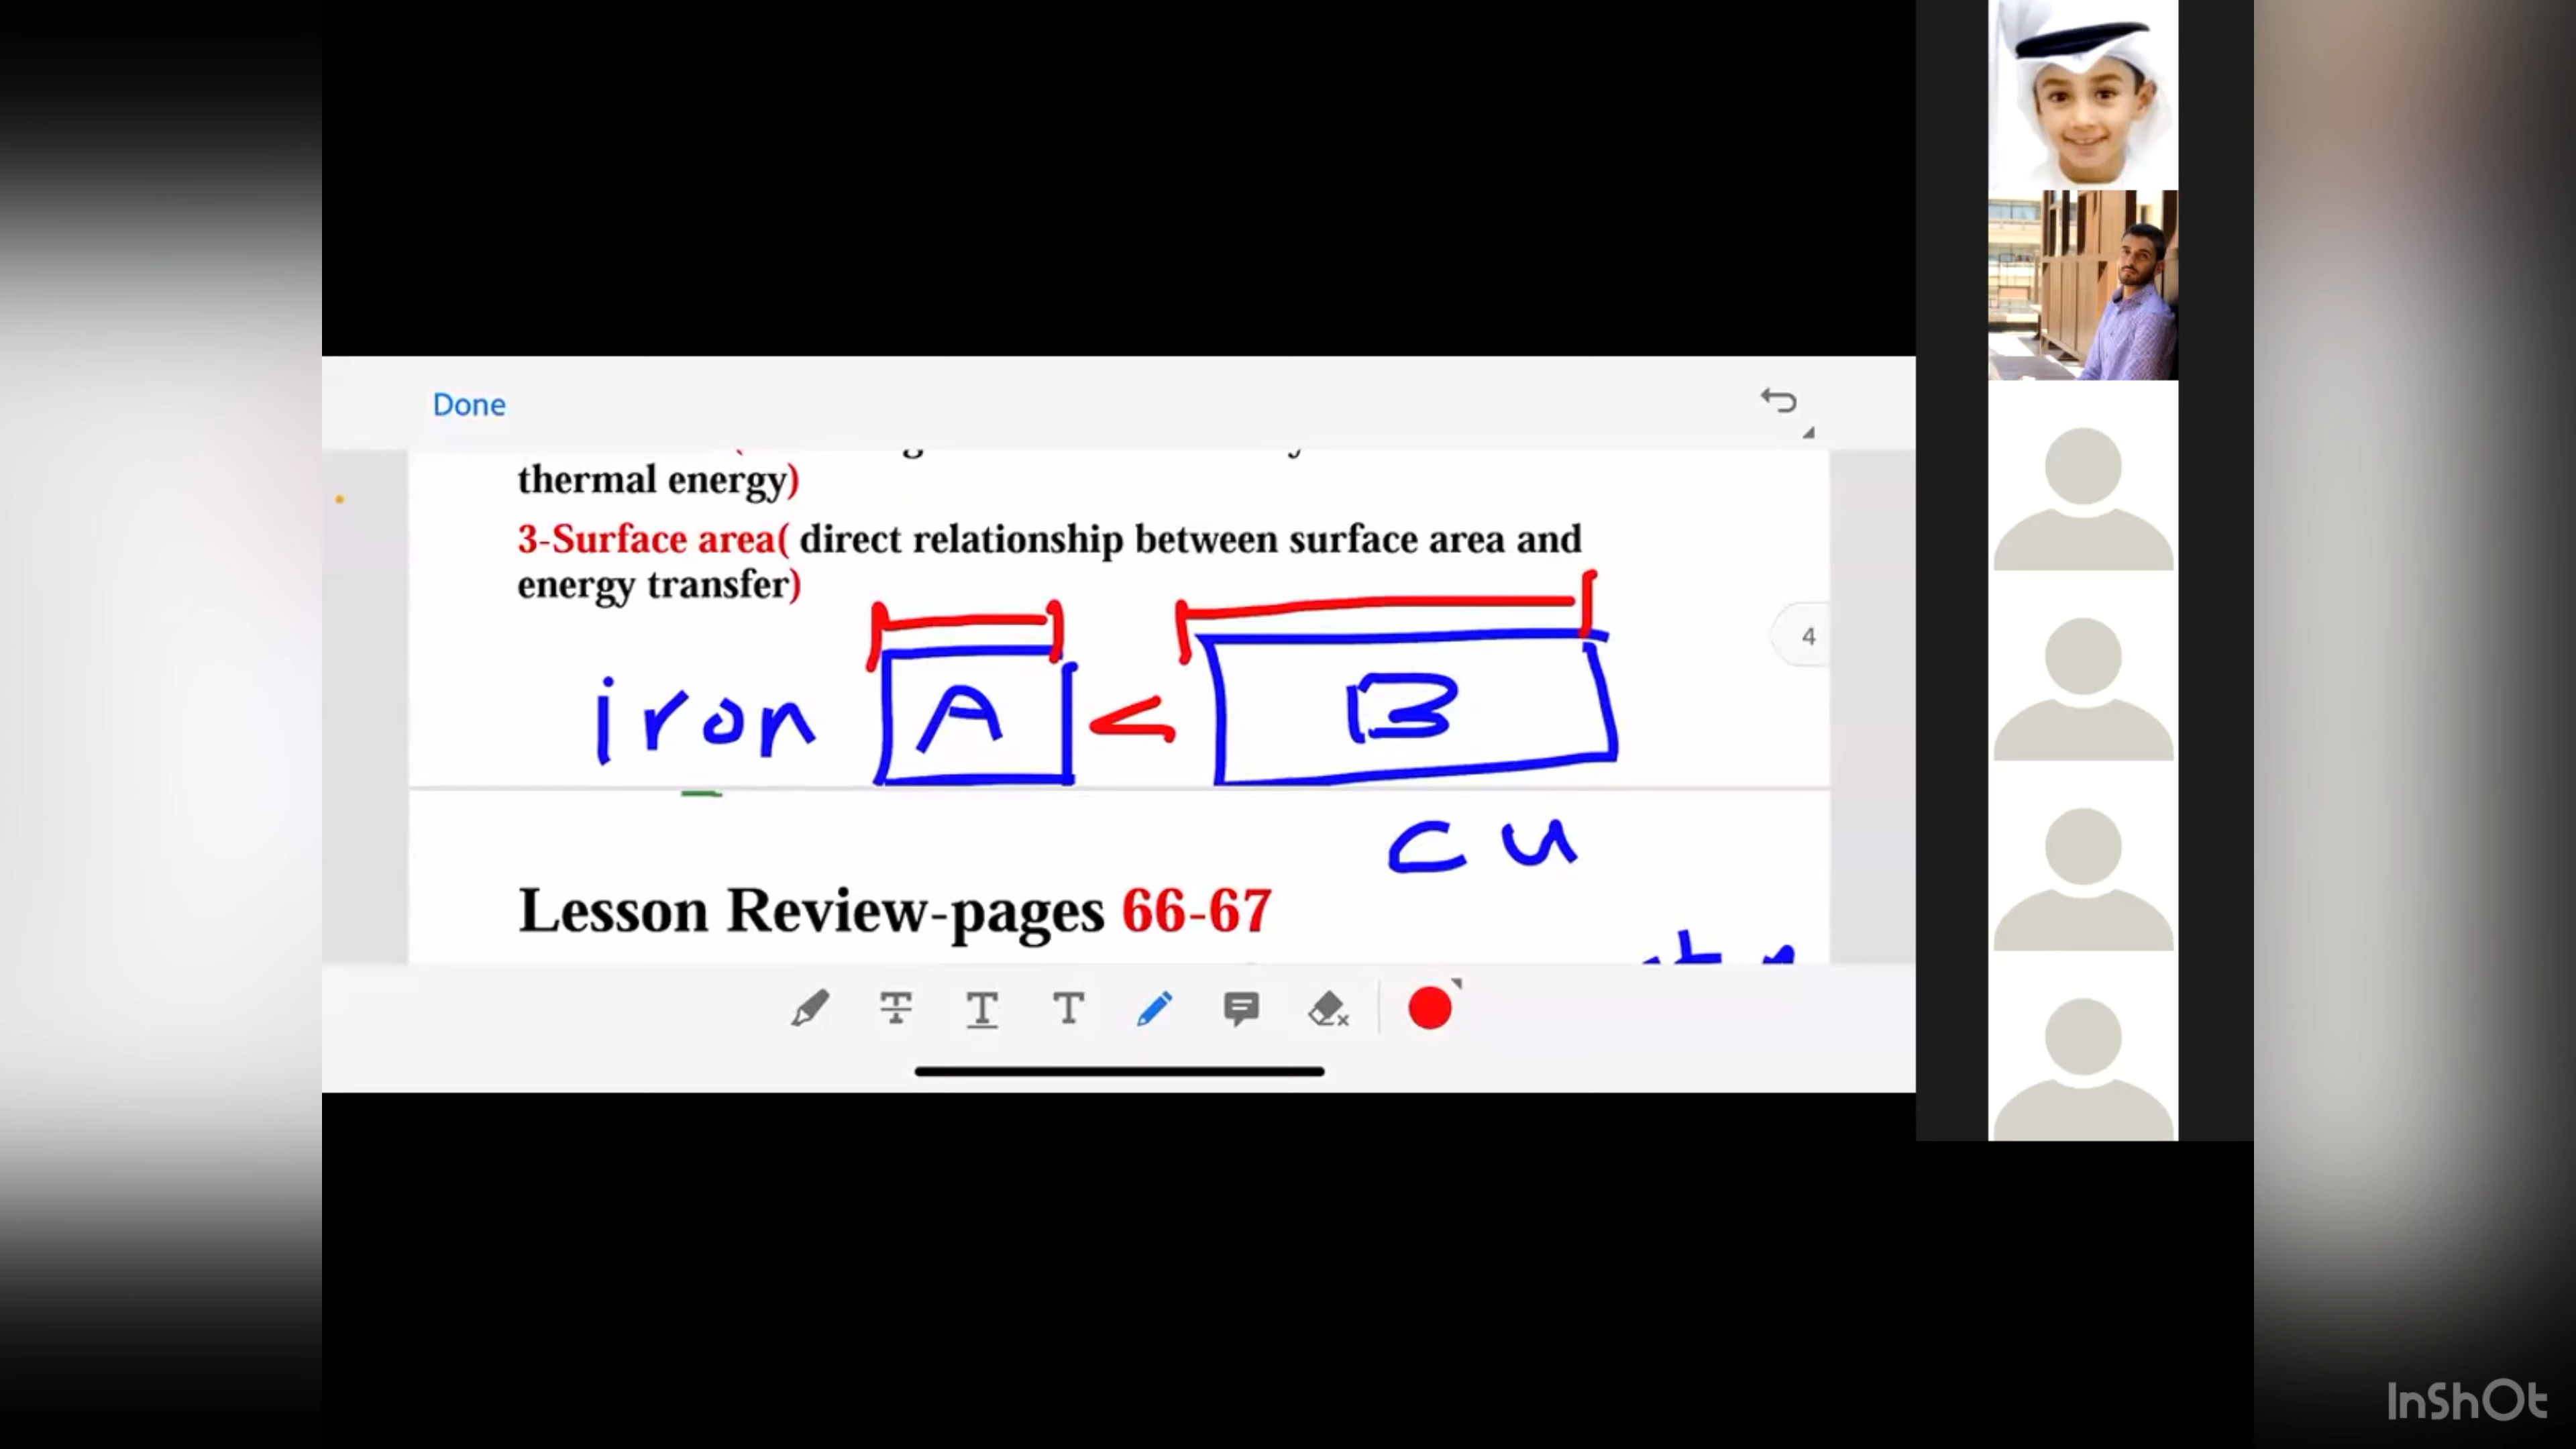 Done
thermal energy)
3-Surface area( direct relationship between surface area and
energy transfer)
4
iron A < B
cu
Lesson Review-pages 66-67
InShOt